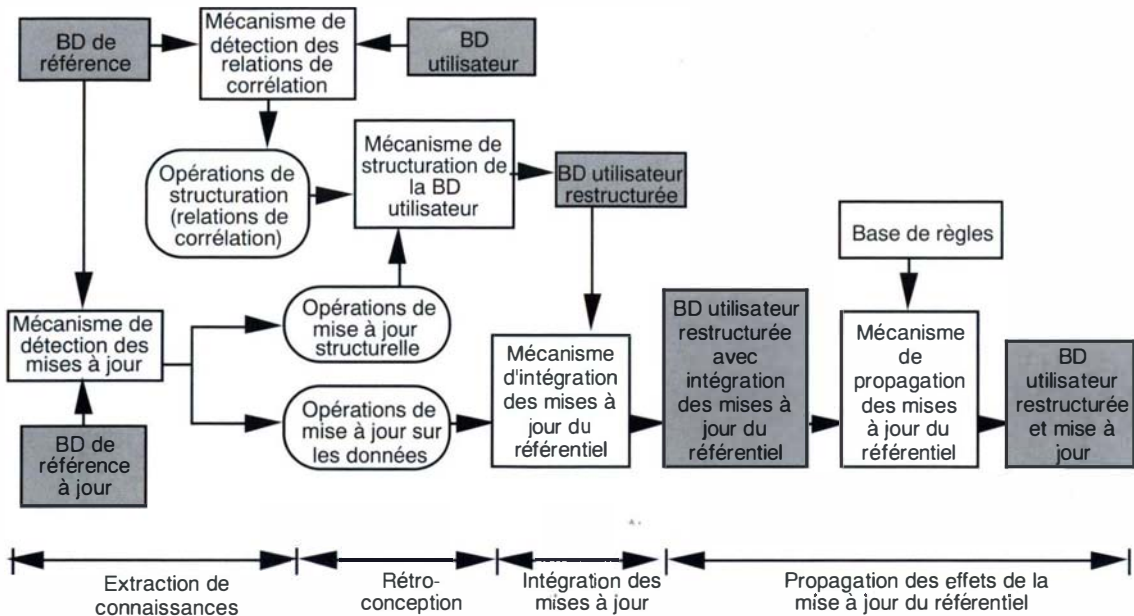 BD de
référence
Mécanisme de
détection des
relations de
corrélation
BD
utilisateur
Opérations de
structuration
(relations de
corrélation)
Mécanisme de
structuration de
la BD
utilisateur
BD utilisateur
restructurée
Base de règles
Mécanisme de
détection des
mises à jour
Opérations de
mise à jour
structurelle
Opérations de
mise à jour sur
les données
Mécanisme
d'intégration
des mises à
jour du
référentiel
BD utilisateur
restructurée
avec
intégration
des mises à
jour du
référentiel
Mécanisme
de
propagation
des mises
à jour du
référentiel
BD
utilisateur
restructurée
et mise à
jour
BD de
référence
à jour
Extraction de
connaissances
Rétro-
conception
Intégration des
mises à jour
Propagation des effets de la
mise à jour du référentiel